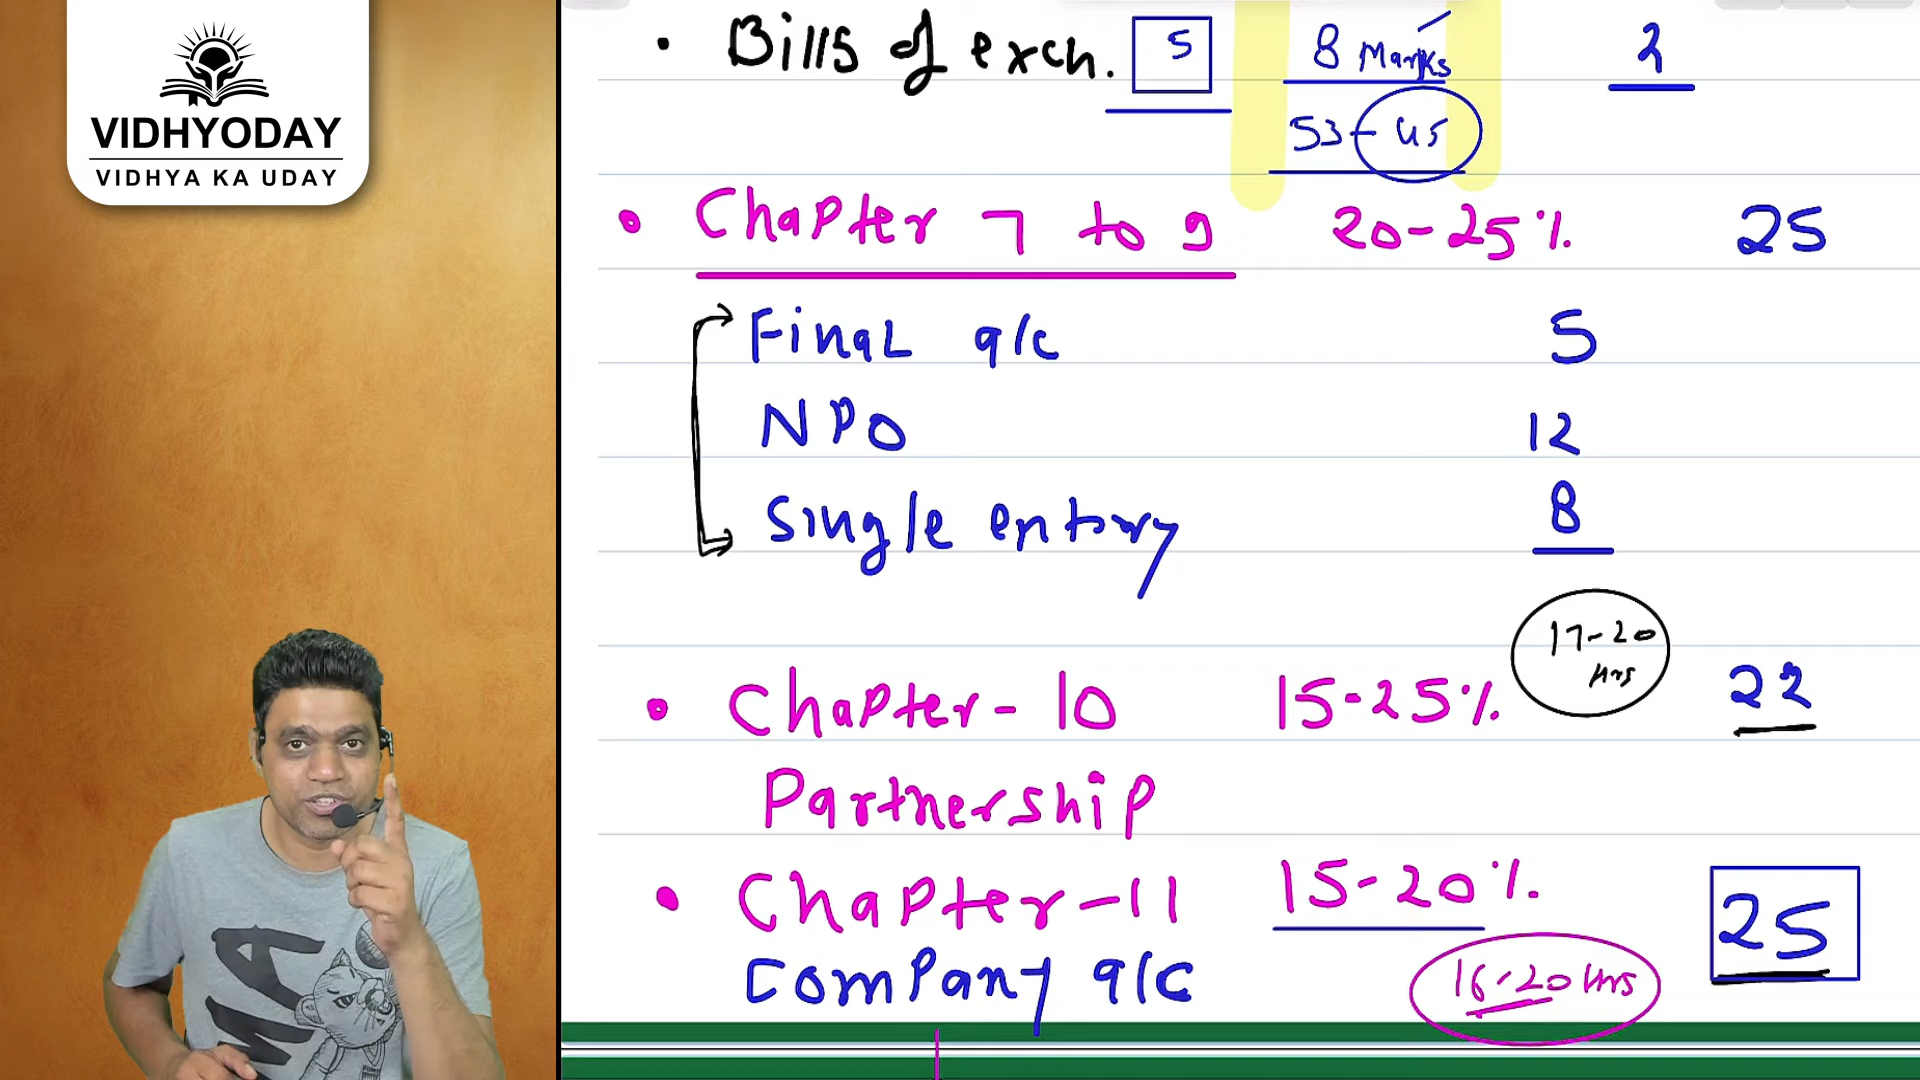 VIDHYODAY
VIDHYA KA UDAY
• Bills of exch. 5 8 Marks 2
53-45
• Chapter 7 to 9 20-25% 25
Final a/c 5
NPO 12
Single entry 8
17-20 Hrs
• Chapter-10 15-25% 22
Partnership
• Chapter-11 15-20% 25
Company a/c 16-20 Hrs
MA